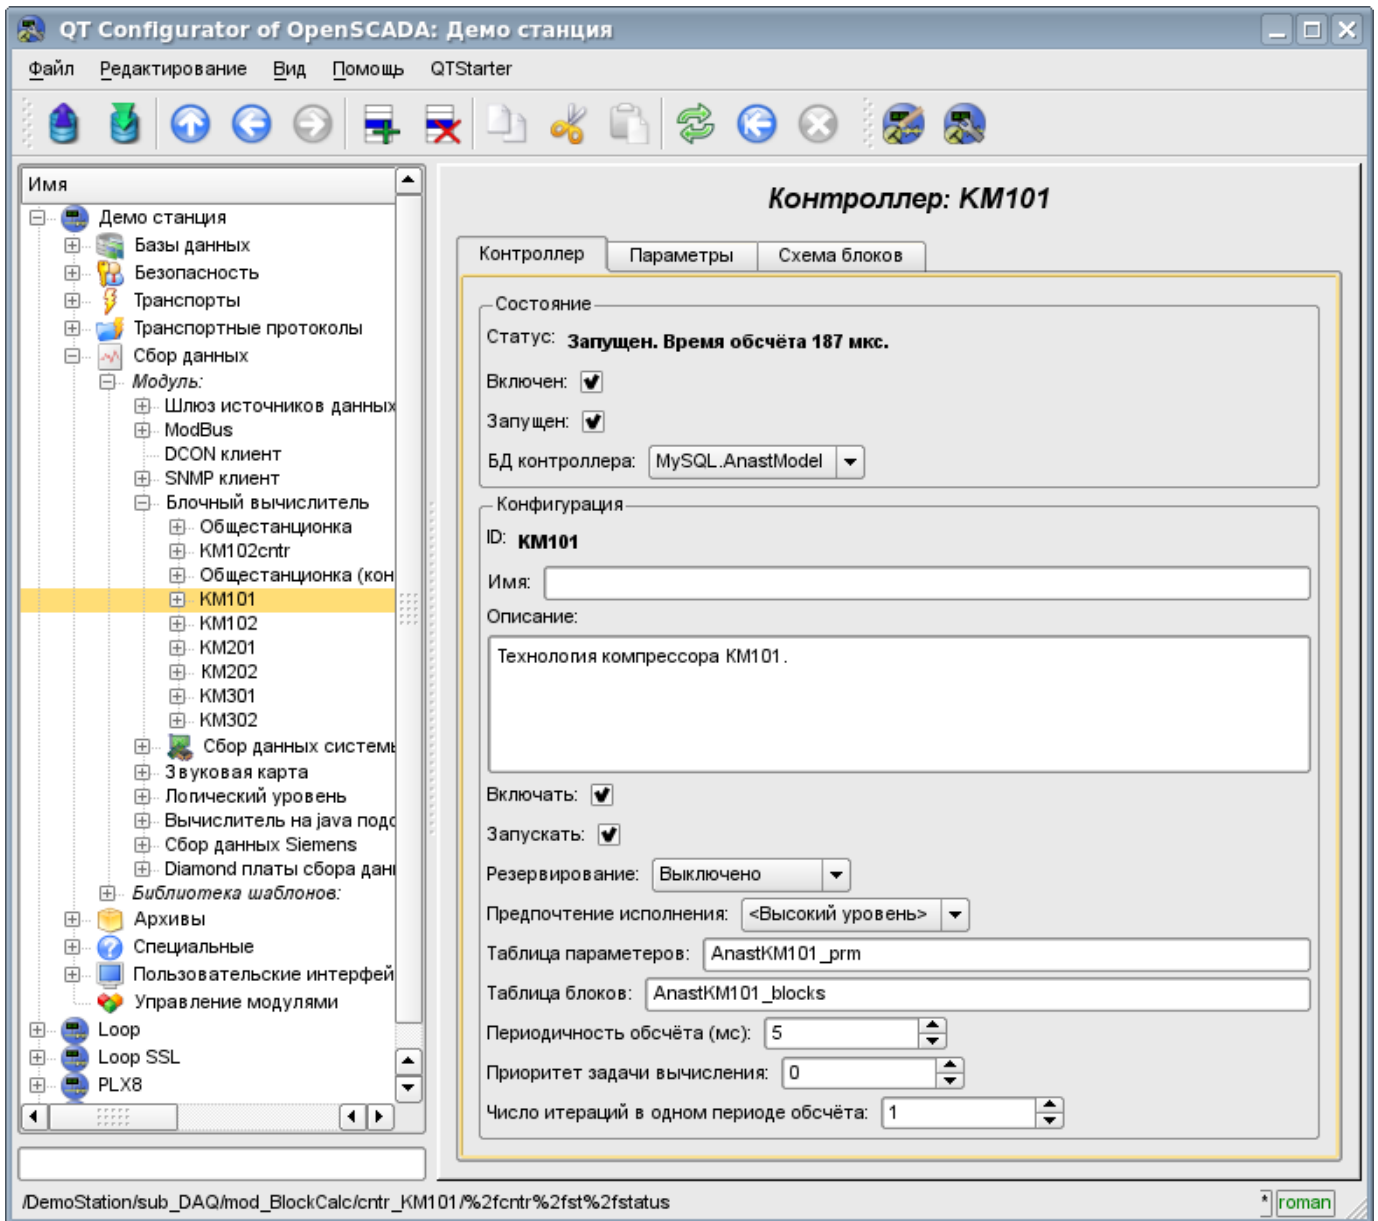 QT Configurator of OpenSCADA: Демо станция
Файл Редактирование Вид Помощь QTStarter
Имя
Демо станция
Базы данных
Безопасность
Транспорты
Транспортные протоколы
Сбор данных
Модуль:
Шлюз источников данных
ModBus
DCON клиент
SNMP клиент
Блочный вычислитель
Общестанционка
KM102cntr
Общестанционка (кон
KM101
KM102
KM201
KM202
KM301
KM302
Сбор данных системы
Звуковая карта
Логический уровень
Вычислитель на java подо
Сбор данных Siemens
Diamond платы сбора дан
Библиотека шаблонов:
Архивы
Специальные
Пользовательские интерфей
Управление модулями
Loop
Loop SSL
PLX8
Контроллер: KM101
Контроллер Параметры Схема блоков
Состояние
Статус: Запущен. Время обсчёта 187 мкс.
Включен:
Запущен:
БД контроллера: MySQL.AnastModel
Конфигурация
ID: KM101
Имя:
Описание:
Технология компрессора КМ101.
Включать:
Запускать:
Резервирование: Выключено
Предпочтение исполнения: <Высокий уровень>
Таблица параметеров: AnastKM101_prm
Таблица блоков: AnastKM101_blocks
Периодичность обсчёта (мс): 5
Приоритет задачи вычисления: 0
Число итераций в одном периоде обсчёта: 1
/DemoStation/sub_DAQ/mod_BlockCalc/cntr_KM101/%2fcntr%2fst%2fstatus
* roman